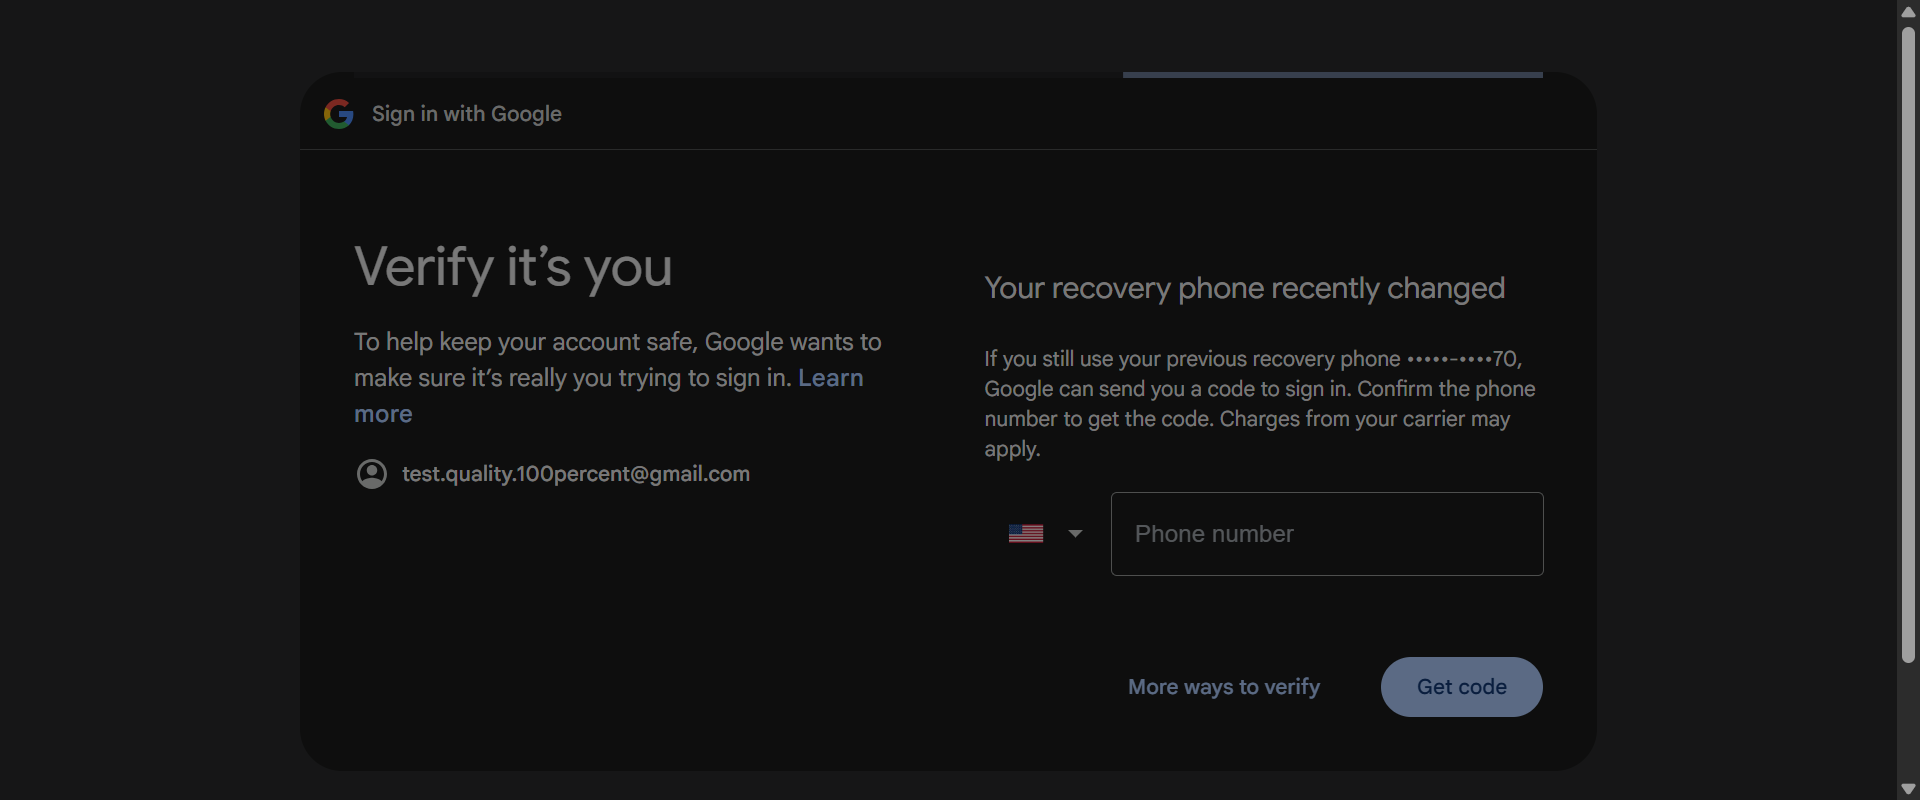 Sign in with Google
Verify it’s you
To help keep your account safe, Google wants to
make sure it’s really you trying to sign in. Learn
more
test.quality.100percent@gmail.com
Your recovery phone recently changed
If you still use your previous recovery phone •••••-••••70,
Google can send you a code to sign in. Confirm the phone
number to get the code. Charges from your carrier may
apply.
Phone number
More ways to verify
Get code